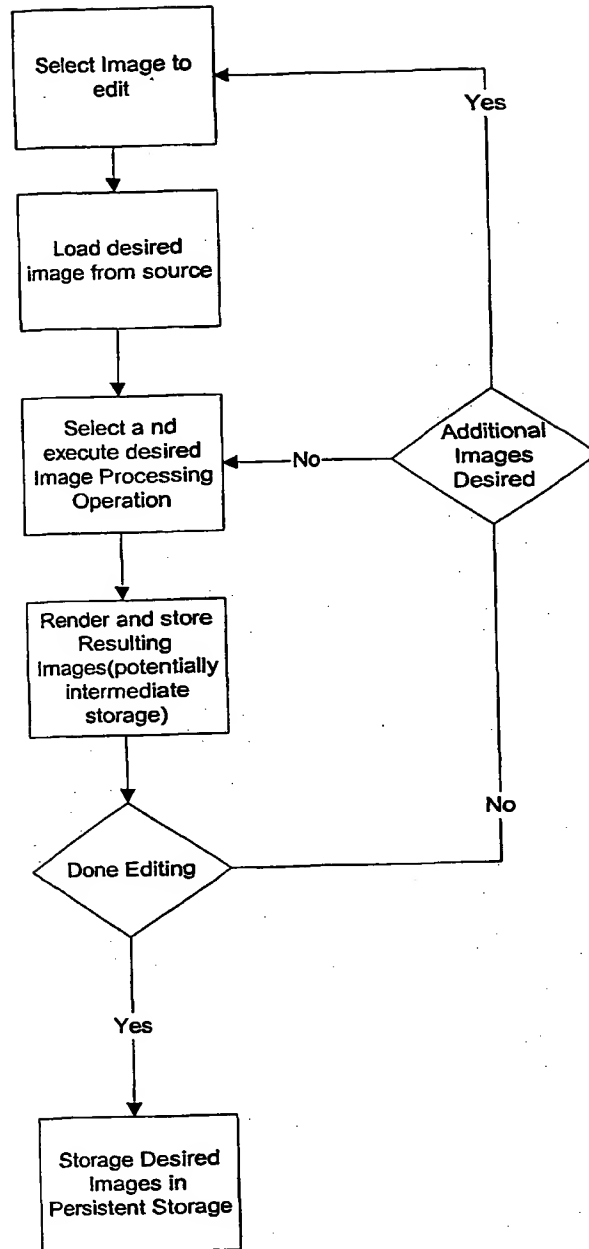 Select Image to
edit
Yes
Load desired
image from source
Select a nd
execute desired
Image Processing
Operation
No
Additional
Images
Desired
Render and store
Resulting
Images(potentially
intermediate
storage)
No
Done Editing
Yes
Storage Desired
Images in
Persistent Storage